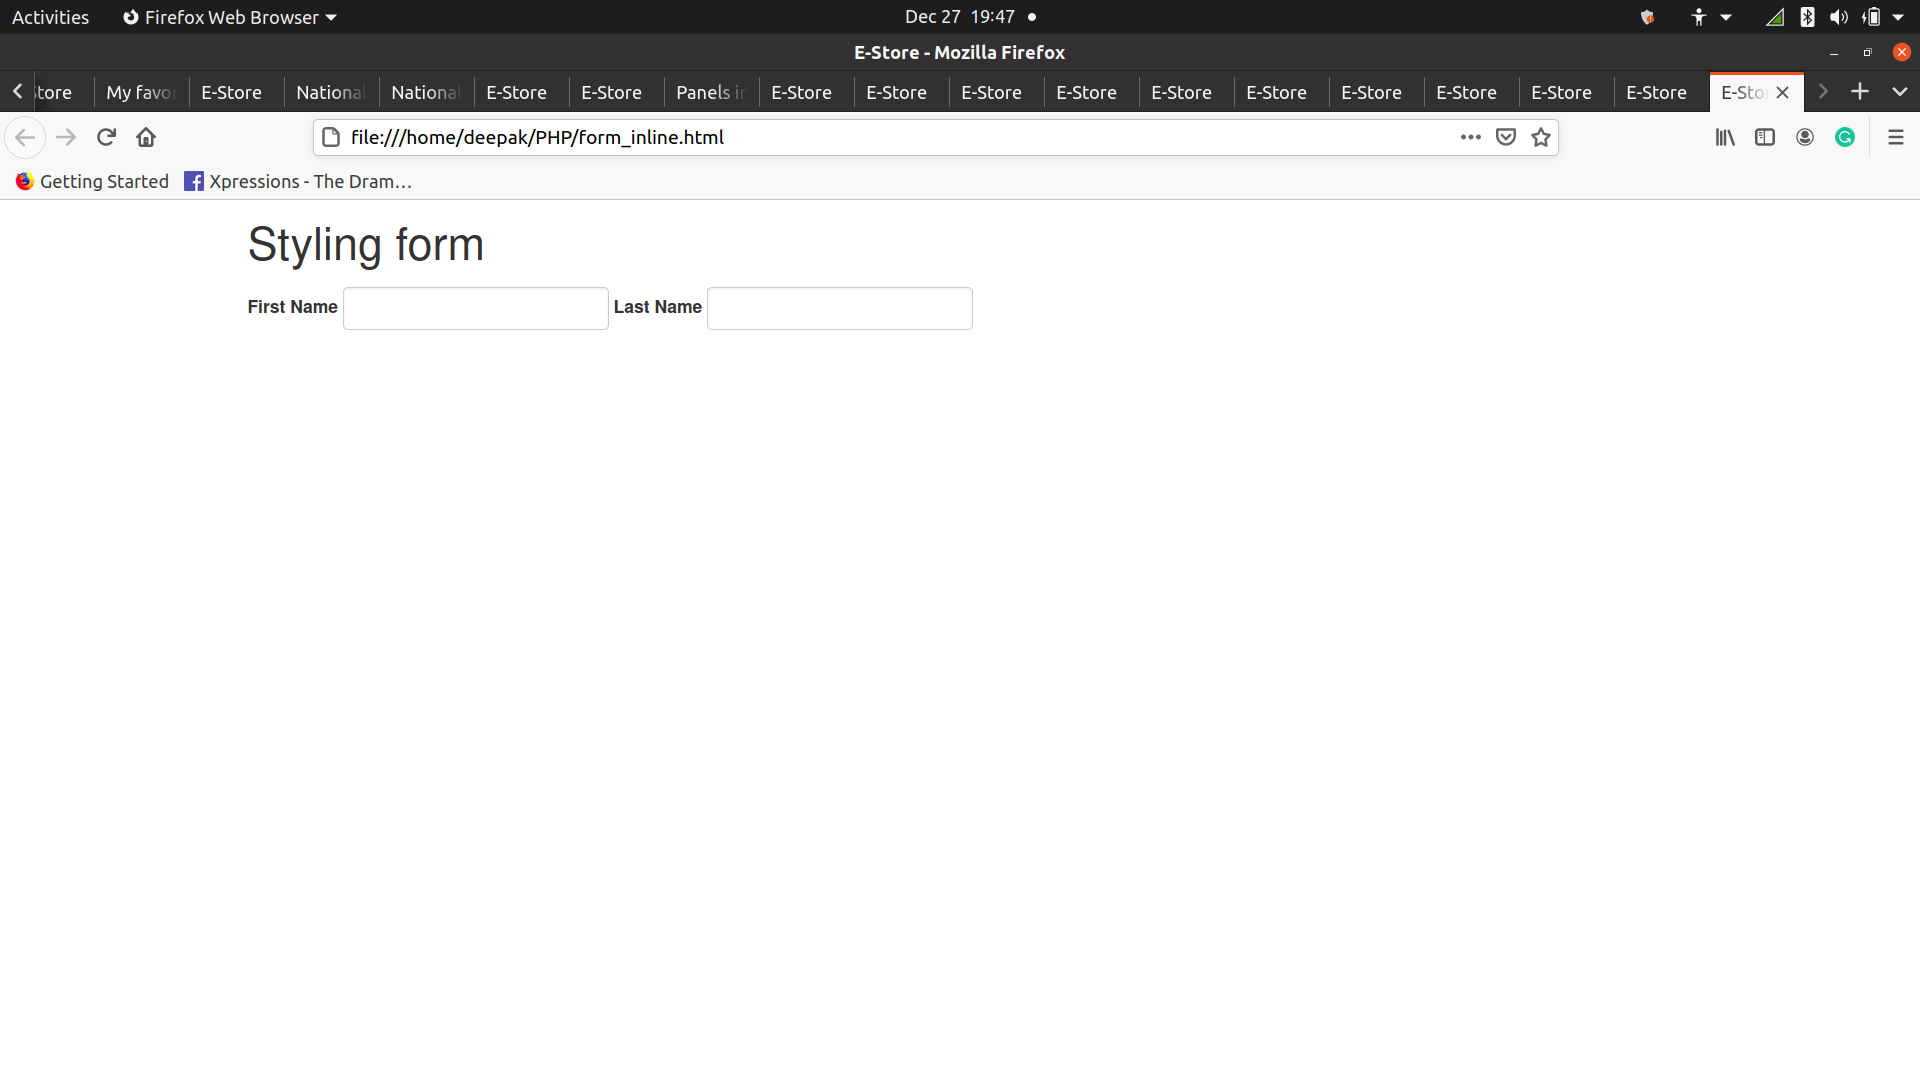 Activities Firefox Web Browser Dec 27 19:47
E-Store - Mozilla Firefox
Store My favo E-Store National National E-Store E-Store Panels in E-Store E-Store E-Store E-Store E-Store E-Store E-Store E-Store E-Store E-Store E-Sto
file:///home/deepak/PHP/form_inline.html
Getting Started Xpressions - The Dram…
Styling form
First Name Last Name